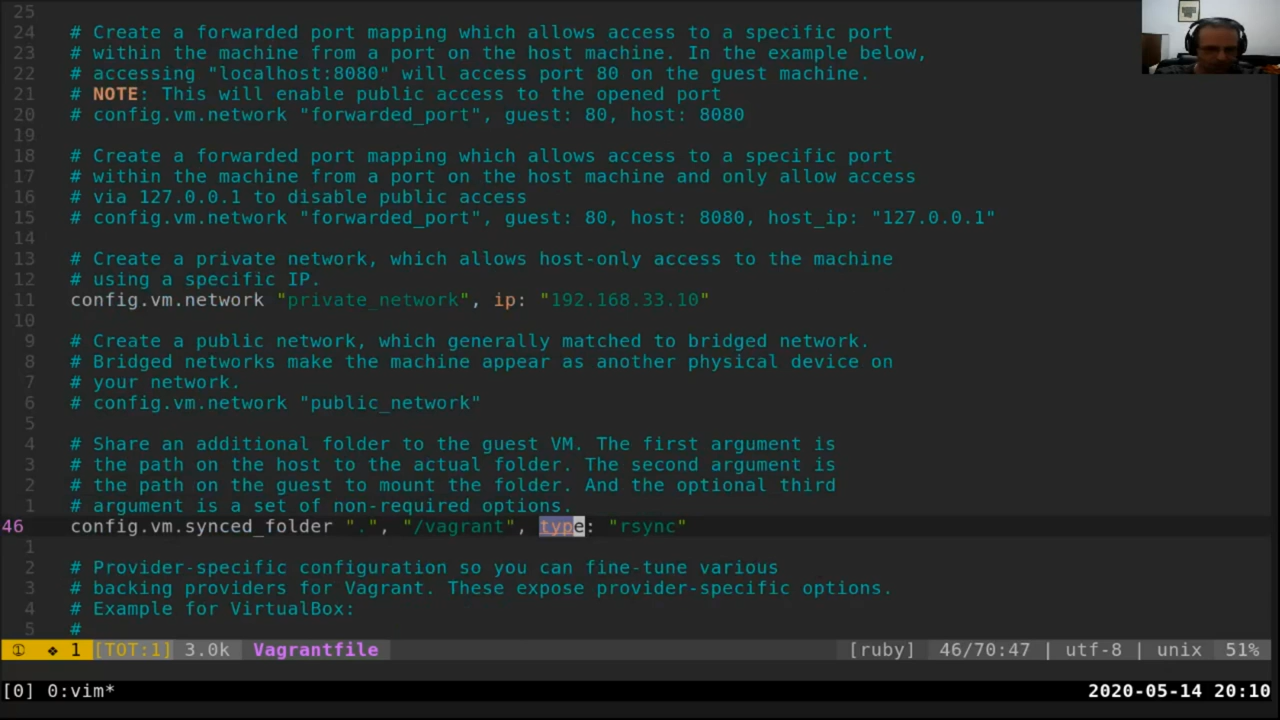 25
24 # Create a forwarded port mapping which allows access to a specific port
23 # within the machine from a port on the host machine. In the example below,
22 # accessing "localhost:8080" will access port 80 on the guest machine.
21 # NOTE: This will enable public access to the opened port
20 # config.vm.network "forwarded_port", guest: 80, host: 8080
19
18 # Create a forwarded port mapping which allows access to a specific port
17 # within the machine from a port on the host machine and only allow access
16 # via 127.0.0.1 to disable public access
15 # config.vm.network "forwarded_port", guest: 80, host: 8080, host_ip: "127.0.0.1"
14
13 # Create a private network, which allows host-only access to the machine
12 # using a specific IP.
11 config.vm.network "private_network", ip: "192.168.33.10"
10
9 # Create a public network, which generally matched to bridged network.
8 # Bridged networks make the machine appear as another physical device on
7 # your network.
6 # config.vm.network "public_network"
5
4 # Share an additional folder to the guest VM. The first argument is
3 # the path on the host to the actual folder. The second argument is
2 # the path on the guest to mount the folder. And the optional third
1 # argument is a set of non-required options.
46 config.vm.synced_folder ".", "/vagrant", type: "rsync"
1
2 # Provider-specific configuration so you can fine-tune various
3 # backing providers for Vagrant. These expose provider-specific options.
4 # Example for VirtualBox:
5 #
① ❖ 1 [TOT:1] 3.0k Vagrantfile [ruby] 46/70:47 | utf-8 | unix 51%
[0] 0:vim* 2020-05-14 20:10